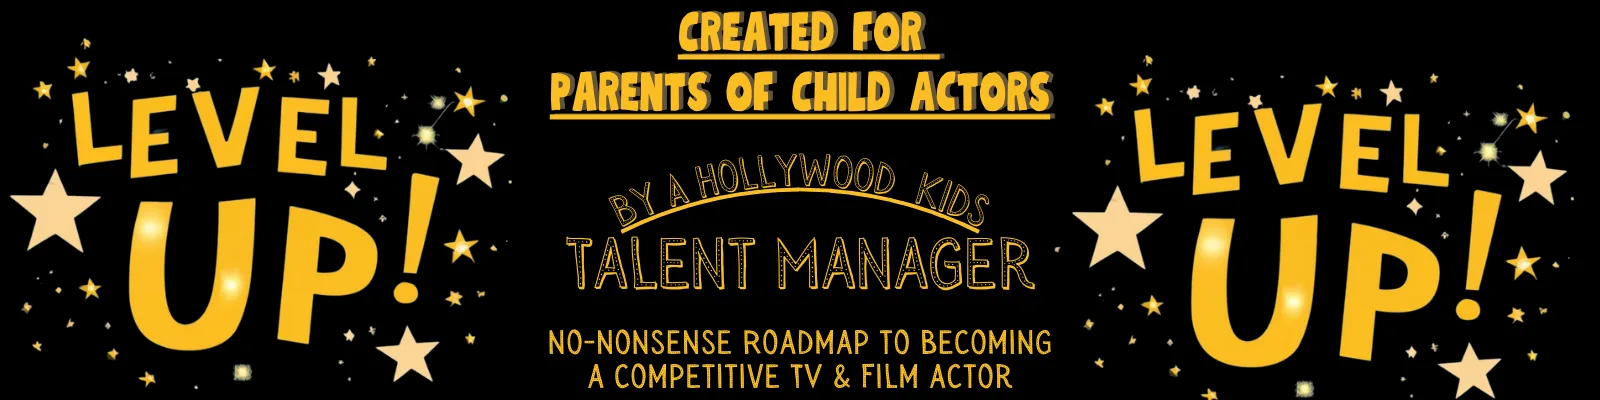 LEVEL
UP!
CREATED FOR
PARENTS OF CHILD ACTORS
BY A HOLLYWOOD KIDS
TALENT MANAGER
NO-NONSENSE ROADMAP TO BECOMING
A COMPETITIVE TV & FILM ACTOR
LEVEL
UP!